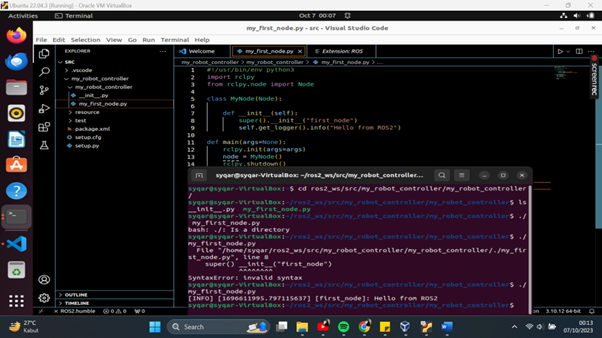 Ubuntu 22.04.3 [Running] - Oracle VM VirtualBox
Activities Terminal Oct 7 00:07
my_first_node.py - src - Visual Studio Code
File Edit Selection View Go Run Terminal Help
EXPLORER
Welcome
my_first_node.py
Extension: ROS
SRC
.vscode
my_robot_controller
my_robot_controller
__init__.py
my_first_node.py
resource
test
package.xml
setup.cfg
setup.py
OUTLINE
TIMELINE
my_robot_controller > my_robot_controller > my_first_node.py > ...
1 #!/usr/bin/env python3
2 import rclpy
3 from rclpy.node import Node
4
5 class MyNode(Node):
6
7 def __init__(self):
8 super().__init__("first_node")
9 self.get_logger().info("Hello from ROS2")
10
11 def main(args=None):
12 rclpy.init(args=args)
13 node = MyNode()
14 rclpy.shutdown()
screenrec
syqar@syqar-VirtualBox: ~/ros2_ws/src/my_robot_controller...
syqar@syqar-VirtualBox:~$ cd ros2_ws/src/my_robot_controller/my_robot_controller
/
syqar@syqar-VirtualBox:~/ros2_ws/src/my_robot_controller/my_robot_controller$ ls
__init__.py my_first_node.py
syqar@syqar-VirtualBox:~/ros2_ws/src/my_robot_controller/my_robot_controller$ ./
my_first_node.py
bash: ./: Is a directory
syqar@syqar-VirtualBox:~/ros2_ws/src/my_robot_controller/my_robot_controller$ ./
my_first_node.py
File "/home/syqar/ros2_ws/src/my_robot_controller/my_robot_controller/./my_fir
st_node.py", line 8
super() __init__("first_node")
^^^^^^^^
SyntaxError: invalid syntax
syqar@syqar-VirtualBox:~/ros2_ws/src/my_robot_controller/my_robot_controller$ ./
my_first_node.py
[INFO] [1696611995.797115637] [first_node]: Hello from ROS2
syqar@syqar-VirtualBox:~/ros2_ws/src/my_robot_controller/my_robot_controller$
ROS2.humble 0 0 0
3.10.12 64-bit
27°C
Kabut
Search
00:13
07/10/2023